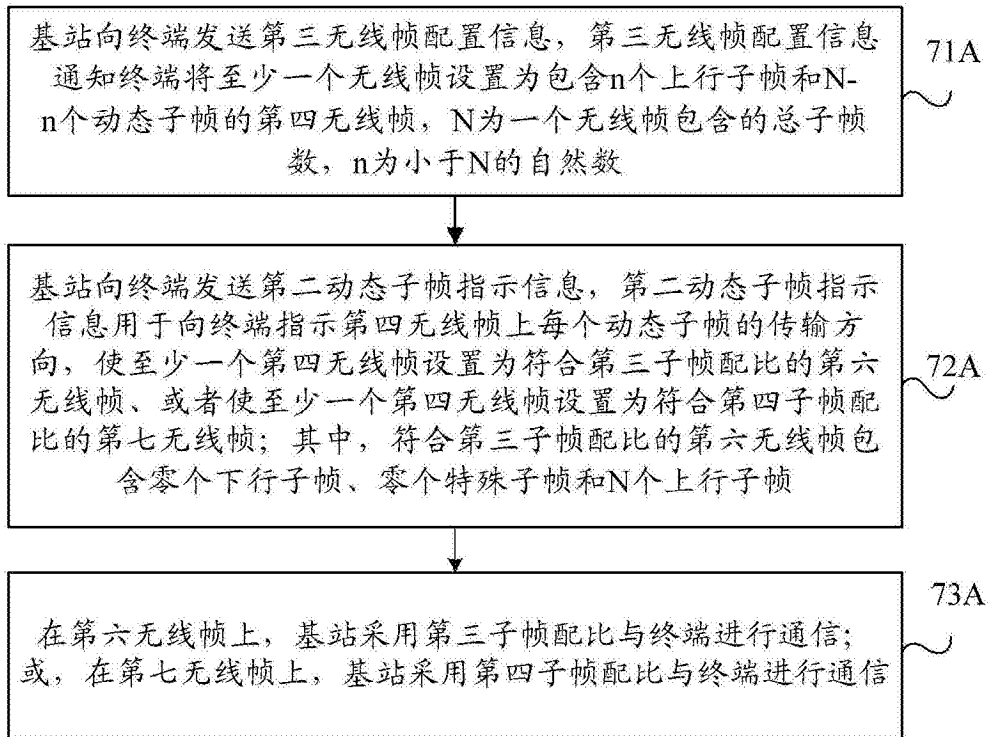 基站向终端发送第三无线帧配置信息，第三无线帧配置信息
通知终端将至少一个无线帧设置为包含n个上行子帧和N-
n个动态子帧的第四无线帧，N为一个无线帧包含的总子帧
数，n为小于N的自然数
71A
基站向终端发送第二动态子帧指示信息，第二动态子帧指示
信息用于向终端指示第四无线帧上每个动态子帧的传输方
向，使至少一个第四无线帧设置为符合第三子帧配比的第六
无线帧、或者使至少一个第四无线帧设置为符合第四子帧配
比的第七无线帧；其中，符合第三子帧配比的第六无线帧包
含零个下行子帧、零个特殊子帧和N个上行子帧
72A
在第六无线帧上，基站采用第三子帧配比与终端进行通信；
或，在第七无线帧上，基站采用第四子帧配比与终端进行通信
73A